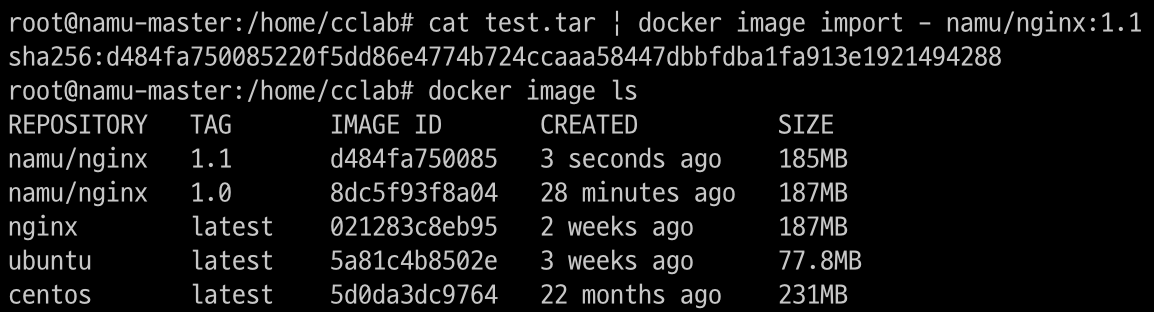 root@namu-master:/home/cclab# cat test.tar | docker image import - namu/nginx:1.1
sha256:d484fa750085220f5dd86e4774b724ccaaa58447dbbfdba1fa913e1921494288
root@namu-master:/home/cclab# docker image ls
REPOSITORY   TAG       IMAGE ID       CREATED          SIZE
namu/nginx   1.1       d484fa750085   3 seconds ago    185MB
namu/nginx   1.0       8dc5f93f8a04   28 minutes ago   187MB
nginx        latest    021283c8eb95   2 weeks ago      187MB
ubuntu       latest    5a81c4b8502e   3 weeks ago      77.8MB
centos       latest    5d0da3dc9764   22 months ago    231MB